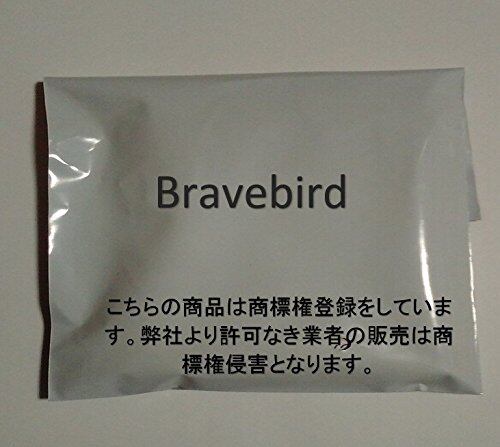 Bravebird
こちらの商品は商標権登録をしていま
す。弊社より許可なき業者の販売は商
標権侵害となります。